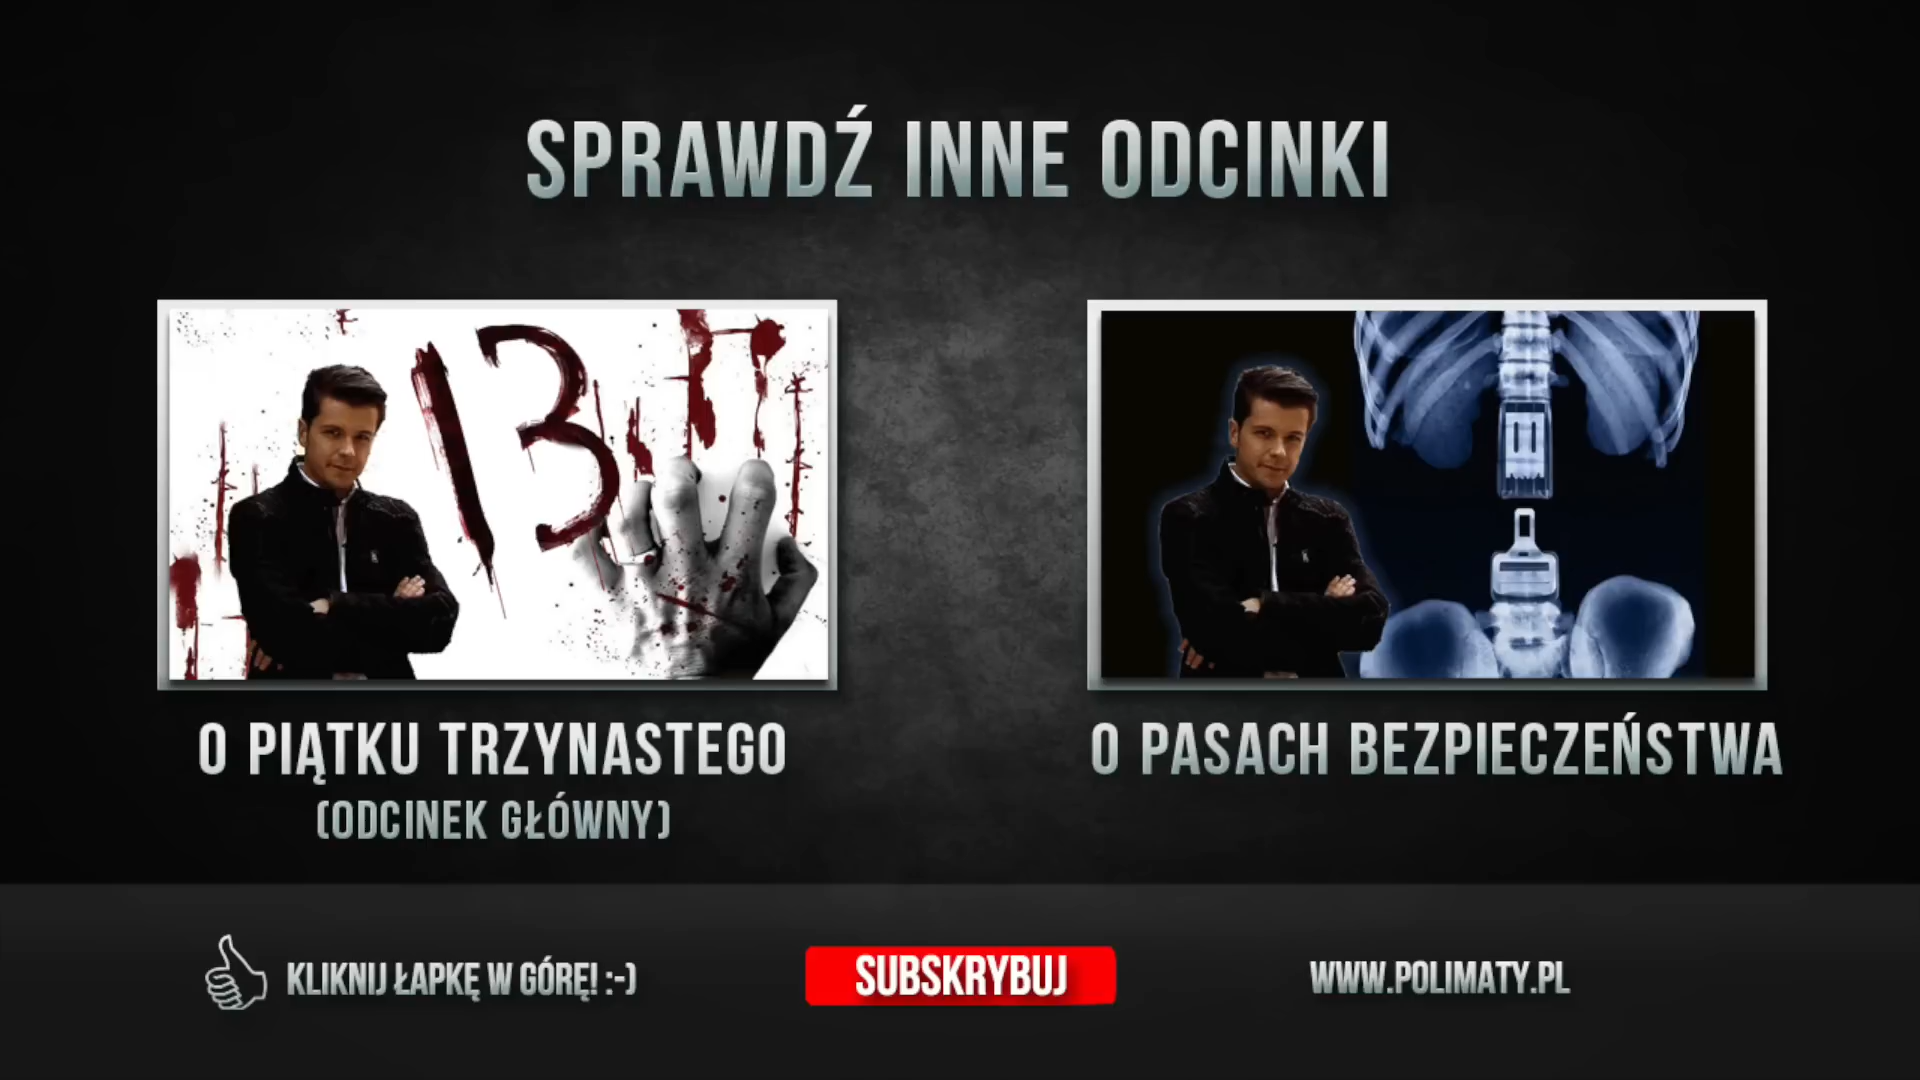 SPRAWDŹ INNE ODCINKI
13
O PIĄTKU TRZYNASTEGO
(ODCINEK GŁÓWNY)
O PASACH BEZPIECZEŃSTWA
KLIKNIJ ŁAPKĘ W GÓRĘ! :-)
SUBSKRYBUJ
WWW.POLIMATY.PL